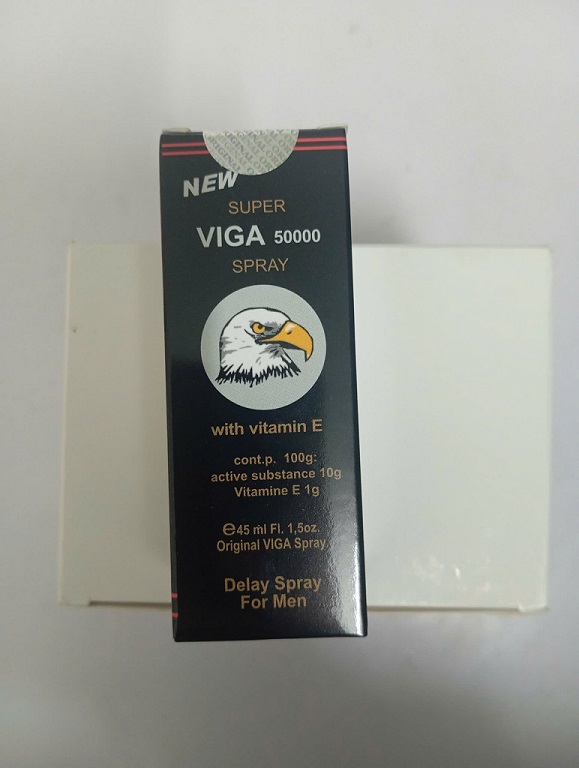 ORIGINAL
NEW
SUPER
VIGA 50000
SPRAY
with vitamin E
cont.p. 100g:
active substance 10g
Vitamine E 1g
℮45 ml Fl. 1,5oz.
Original VIGA Spray
Delay Spray
For Men